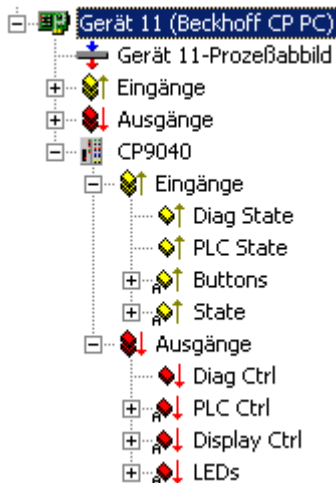 Gerät 11 (Beckhoff CP PC)
Gerät 11-Prozeßabbild
Eingänge
Ausgänge
CP9040
Eingänge
Diag State
PLC State
Buttons
State
Ausgänge
Diag Ctrl
PLC Ctrl
Display Ctrl
LEDs